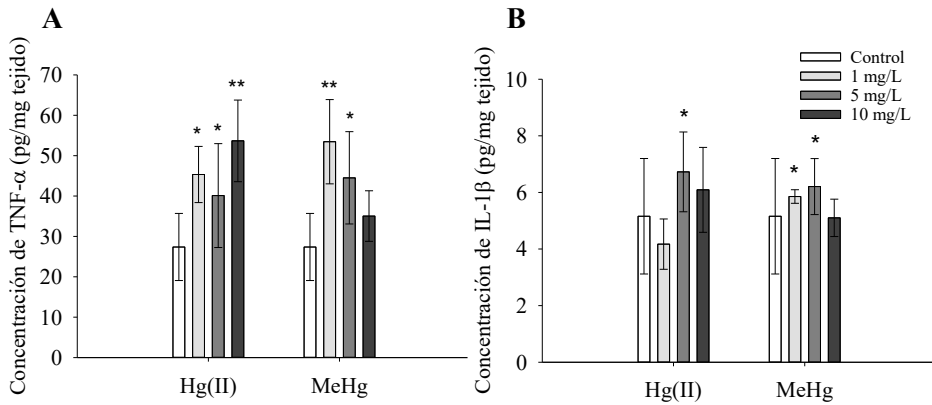 A
Concentración de TNF-α (pg/mg tejido)
80
70
60
50
40
30
20
10
0
*
*
**
**
*
Hg(II)
MeHg
B
Concentración de IL-1β (pg/mg tejido)
10
8
6
4
2
0
*
*
*
Hg(II)
MeHg
Control
1 mg/L
5 mg/L
10 mg/L